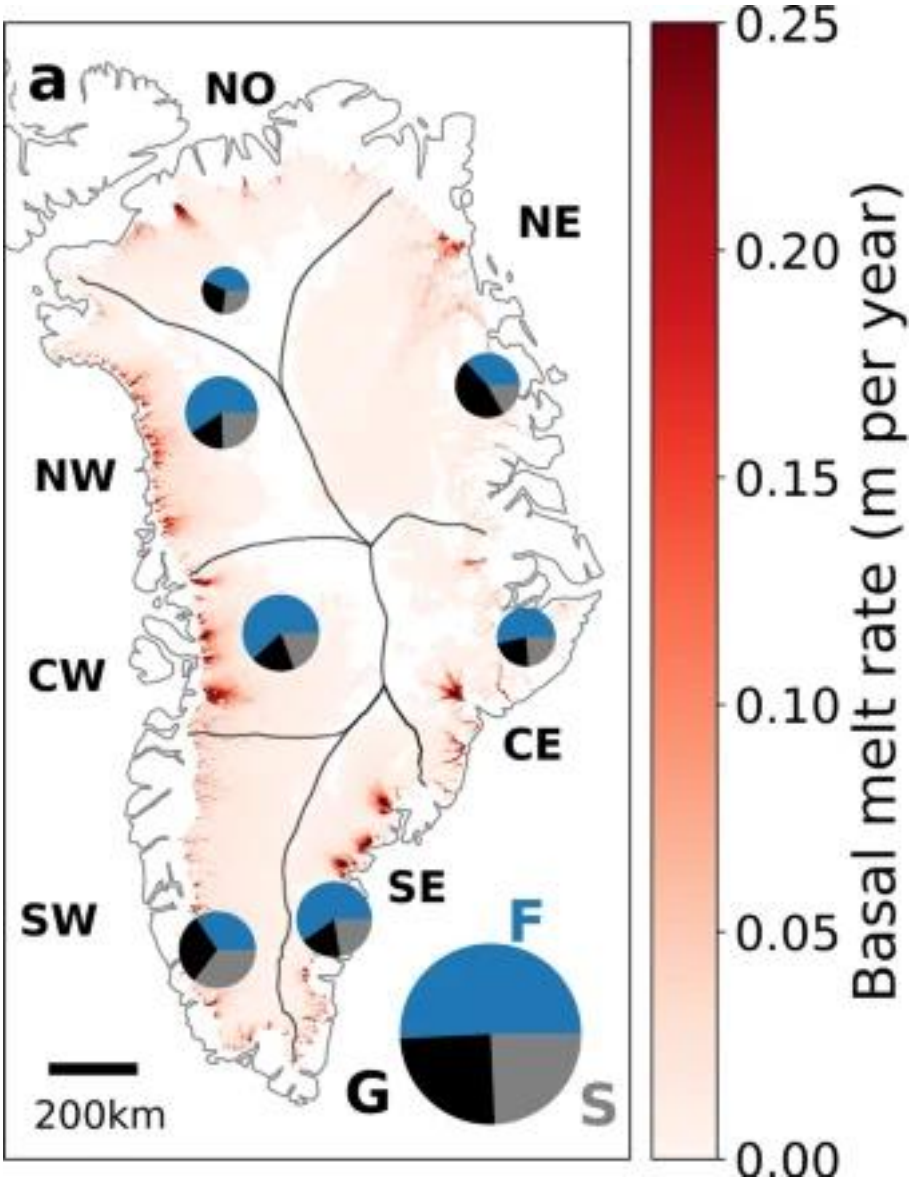 a
NO
NE
NW
CW
CE
SE
SW
F
G
S
200km
0.25
0.20
0.15
0.10
0.05
0.00
Basal melt rate (m per year)